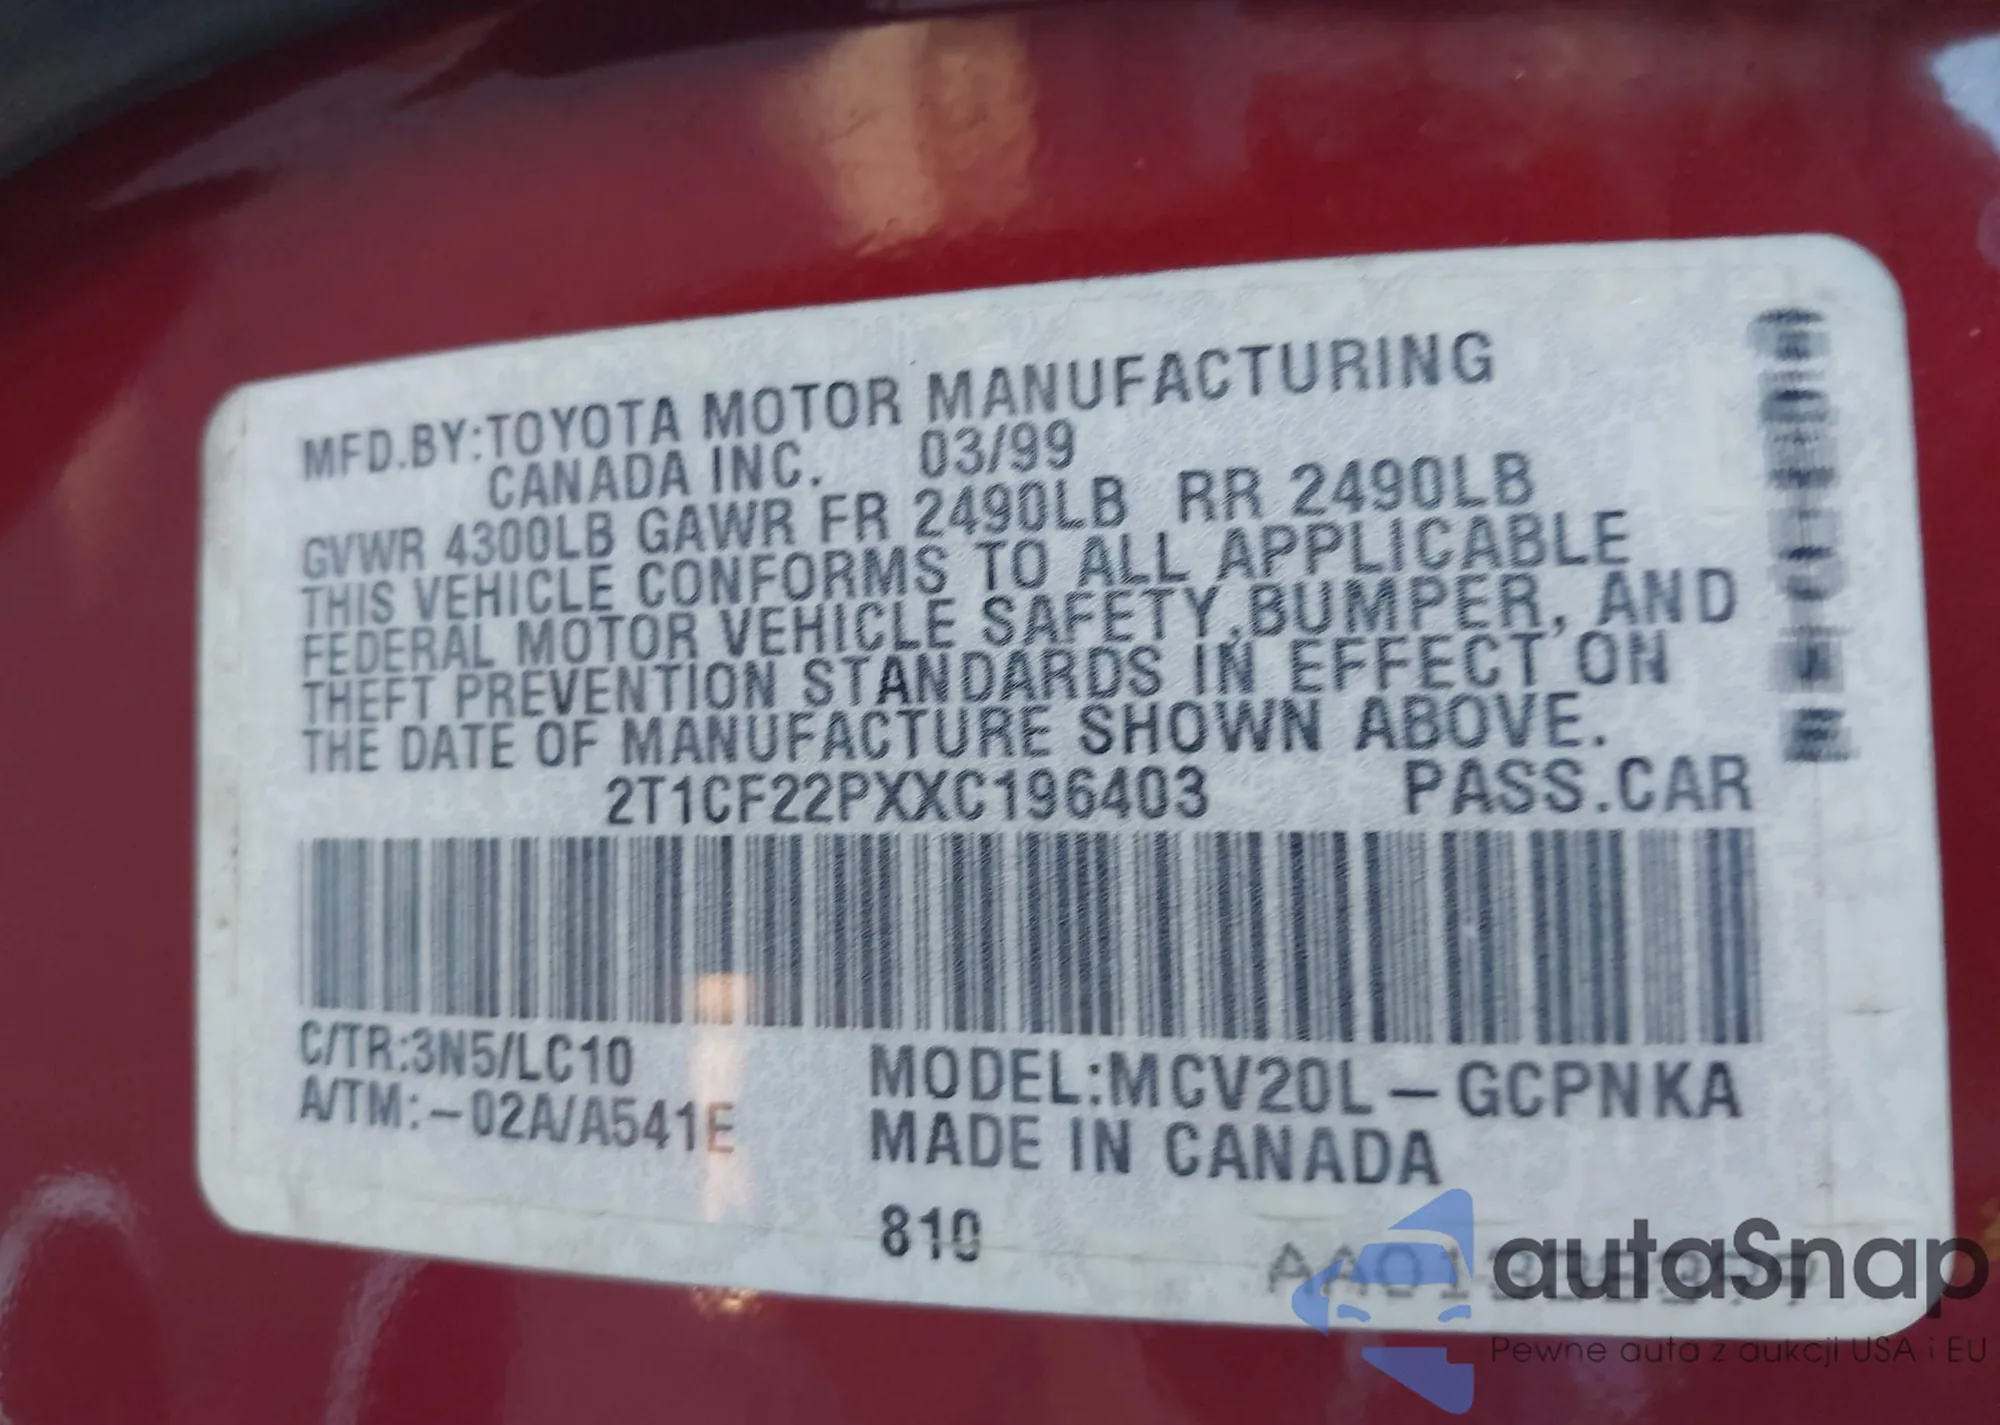 MFD.BY:TOYOTA MOTOR MANUFACTURING
CANADA INC. 03/99
GVWR 4300LB GAWR FR 2490LB RR 2490LB
THIS VEHICLE CONFORMS TO ALL APPLICABLE
FEDERAL MOTOR VEHICLE SAFETY,BUMPER, AND
THEFT PREVENTION STANDARDS IN EFFECT ON
THE DATE OF MANUFACTURE SHOWN ABOVE.
2T1CF22PXXC196403 PASS.CAR
C/TR:3N5/LC10
A/TM:-02A/A541E
MODEL:MCV20L-GCPNKA
MADE IN CANADA
810
autaSnap
Pewne auta z aukcji USA i EU